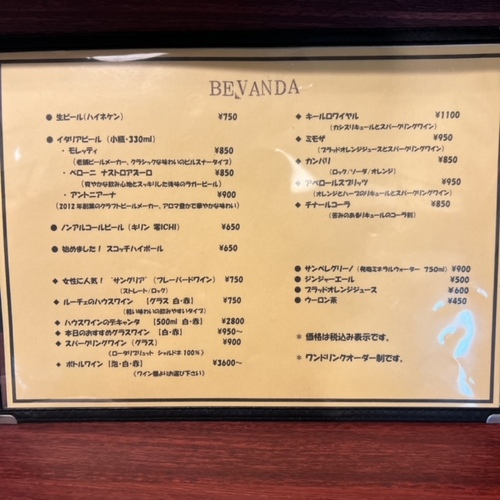 BEVANDA
● 生ビール(ハイネケン) ¥750
● イタリアビール (小瓶・330ml)
・モレッティ ¥850
(老舗ビールメーカー、クラシックな味わいのピルスナータイプ)
・ペローニ ナストロアズーロ ¥850
(爽やかな飲み心地とスッキリした後味のラガービール)
・アントニアーナ ¥900
(2012年創業のクラフトビールメーカー、アロマ豊かで華やかな味わい)
● ノンアルコールビール (キリン 零ICHI) ¥650
● 始めました! スコッチハイボール ¥650
◆ 女性に人気! “サングリア” (フレーバードワイン) ¥750
(ストレート/ロック)
◆ ルーチェのハウスワイン [グラス 白・赤] ¥750
(軽い味わいの飲みやすいタイプ)
◆ ハウスワインのデキャンタ [500ml 白・赤] ¥2800
◆ 本日のおすすめグラスワイン [白・赤] ¥950~
◆ スパークリングワイン (グラス) ¥900
(ロータリブリュット シャルドネ 100%)
◆ ボトルワイン [泡・白・赤] ¥3600~
(ワイン棚よりお選び下さい)
◆ キールロワイヤル ¥1100
(カシスリキュールとスパークリングワイン)
◆ ミモザ ¥950
(ブラッドオレンジジュースとスパークリングワイン)
◆ カンパリ ¥850
(ロック/ソーダ/オレンジ)
◆ アペロールスプリッツ ¥950
(オレンジとハーブのリキュールとスパークリングワイン)
◆ チナールコーラ ¥850
(苦みのあるリキュールのコーラ割)
● サンペレグリーノ (発泡ミネラルウォーター 750ml) ¥900
● ジンジャーエール ¥500
● ブラッドオレンジジュース ¥600
● ウーロン茶 ¥450
* 価格は税込み表示です。
* ワンドリンクオーダー制です。